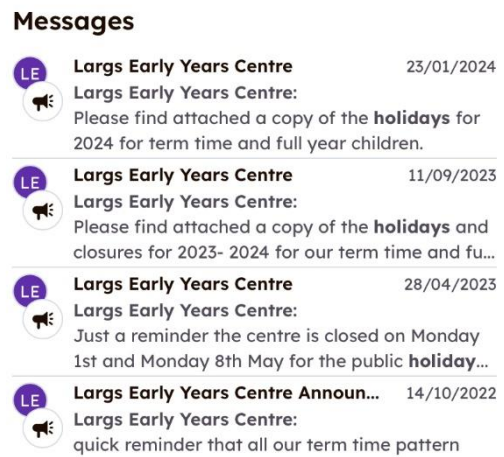 Messages
LE
Largs Early Years Centre 23/01/2024
Largs Early Years Centre:
Please find attached a copy of the holidays for
2024 for term time and full year children.
LE
Largs Early Years Centre 11/09/2023
Largs Early Years Centre:
Please find attached a copy of the holidays and
closures for 2023- 2024 for our term time and fu...
LE
Largs Early Years Centre 28/04/2023
Largs Early Years Centre:
Just a reminder the centre is closed on Monday
1st and Monday 8th May for the public holiday...
LE
Largs Early Years Centre Announ... 14/10/2022
Largs Early Years Centre:
quick reminder that all our term time pattern